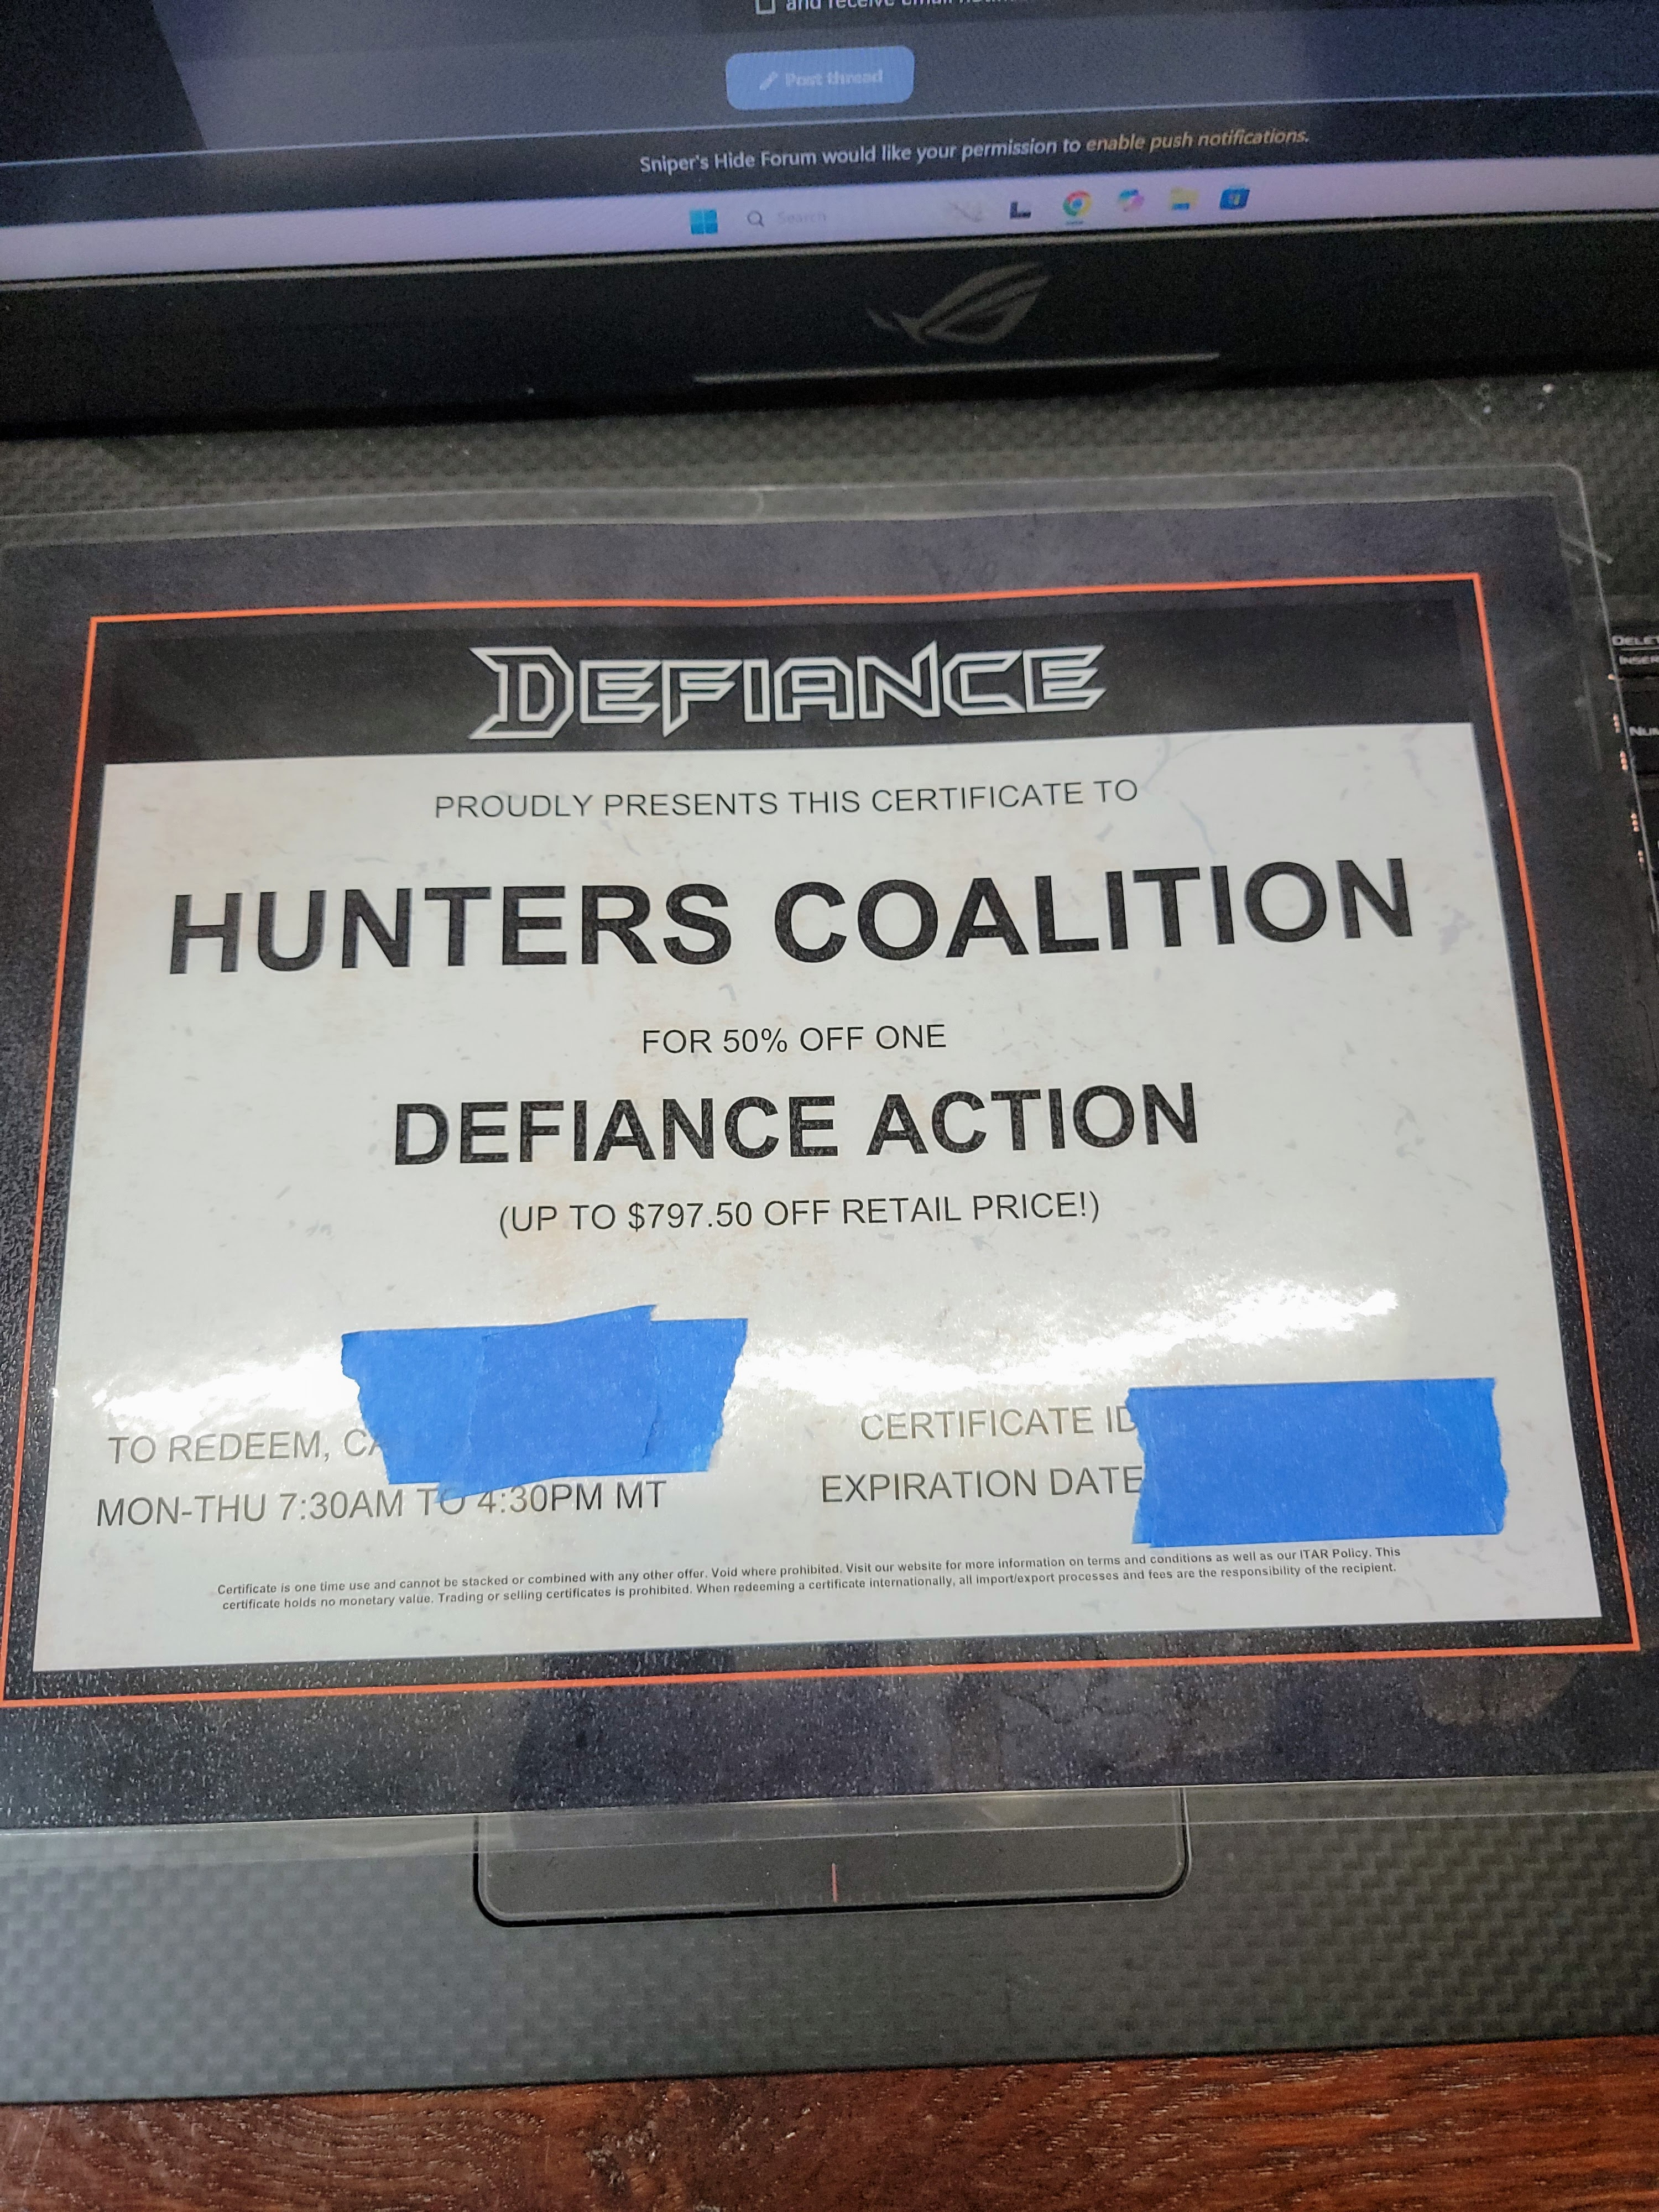 and receive email
Post thread
Sniper's Hide Forum would like your permission to enable push notifications.
Search
DEFIANCE
PROUDLY PRESENTS THIS CERTIFICATE TO
HUNTERS COALITION
FOR 50% OFF ONE
DEFIANCE ACTION
(UP TO $797.50 OFF RETAIL PRICE!)
TO REDEEM,
MON-THU 7:30AM TO 4:30PM MT
CERTIFICATE ID
EXPIRATION DATE
Certificate is one time use and cannot be stacked or combined with any other offer. Void where prohibited. Visit our website for more information on terms and conditions as well as our ITAR Policy. This
certificate holds no monetary value. Trading or selling certificates is prohibited. When redeeming a certificate internationally, all import/export processes and fees are the responsibility of the recipient.